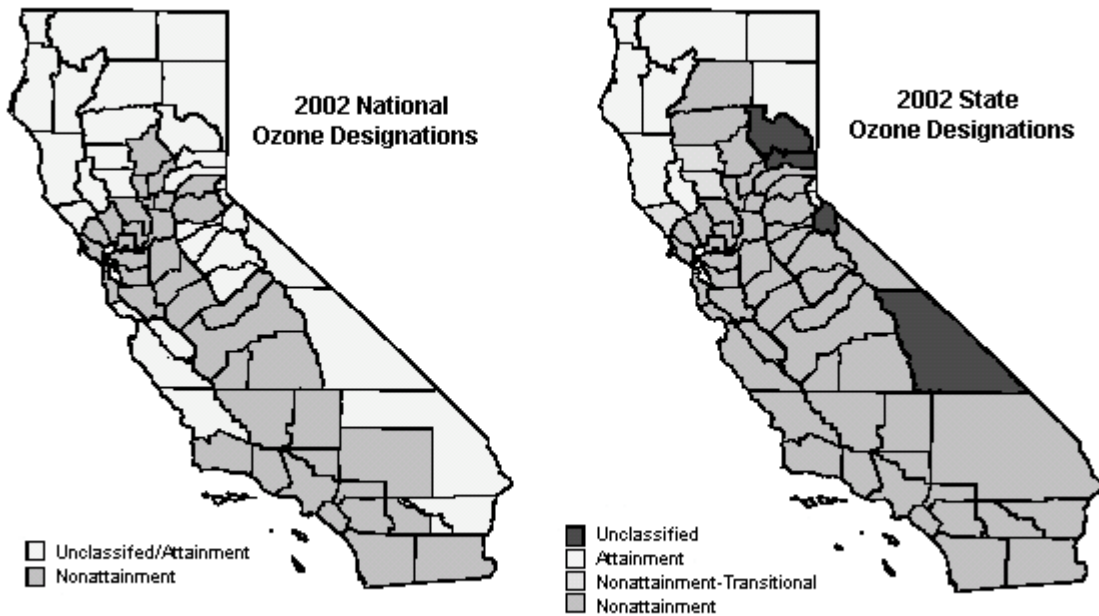 2002 National
Ozone Designations
2002 State
Ozone Designations
Unclassifed/Attainment
Nonattainment
Unclassified
Attainment
Nonattainment-Transitional
Nonattainment